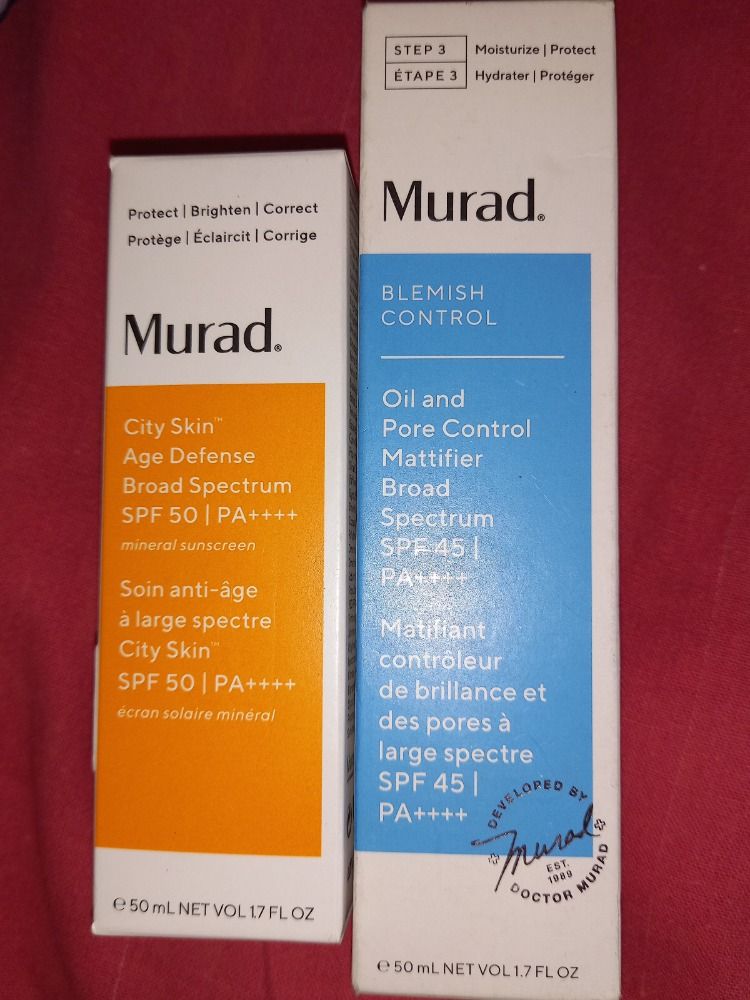 Protect | Brighten | Correct
Protège | Éclaircit | Corrige
Murad®
City Skin™
Age Defense
Broad Spectrum
SPF 50 | PA++++
mineral sunscreen
Soin anti-âge
à large spectre
City Skin™
SPF 50 | PA++++
écran solaire minéral
℮ 50 mL NET VOL 1.7 FL OZ
STEP 3 Moisturize | Protect
ÉTAPE 3 Hydrater | Protéger
Murad®
BLEMISH
CONTROL
Oil and
Pore Control
Mattifier
Broad
Spectrum
SPF 45 |
PA++++
Matifiant
contrôleur
de brillance et
des pores à
large spectre
SPF 45 |
PA++++
DEVELOPED BY
Murad
EST.
1989
DOCTOR MURAD
℮ 50 mL NET VOL 1.7 FL OZ